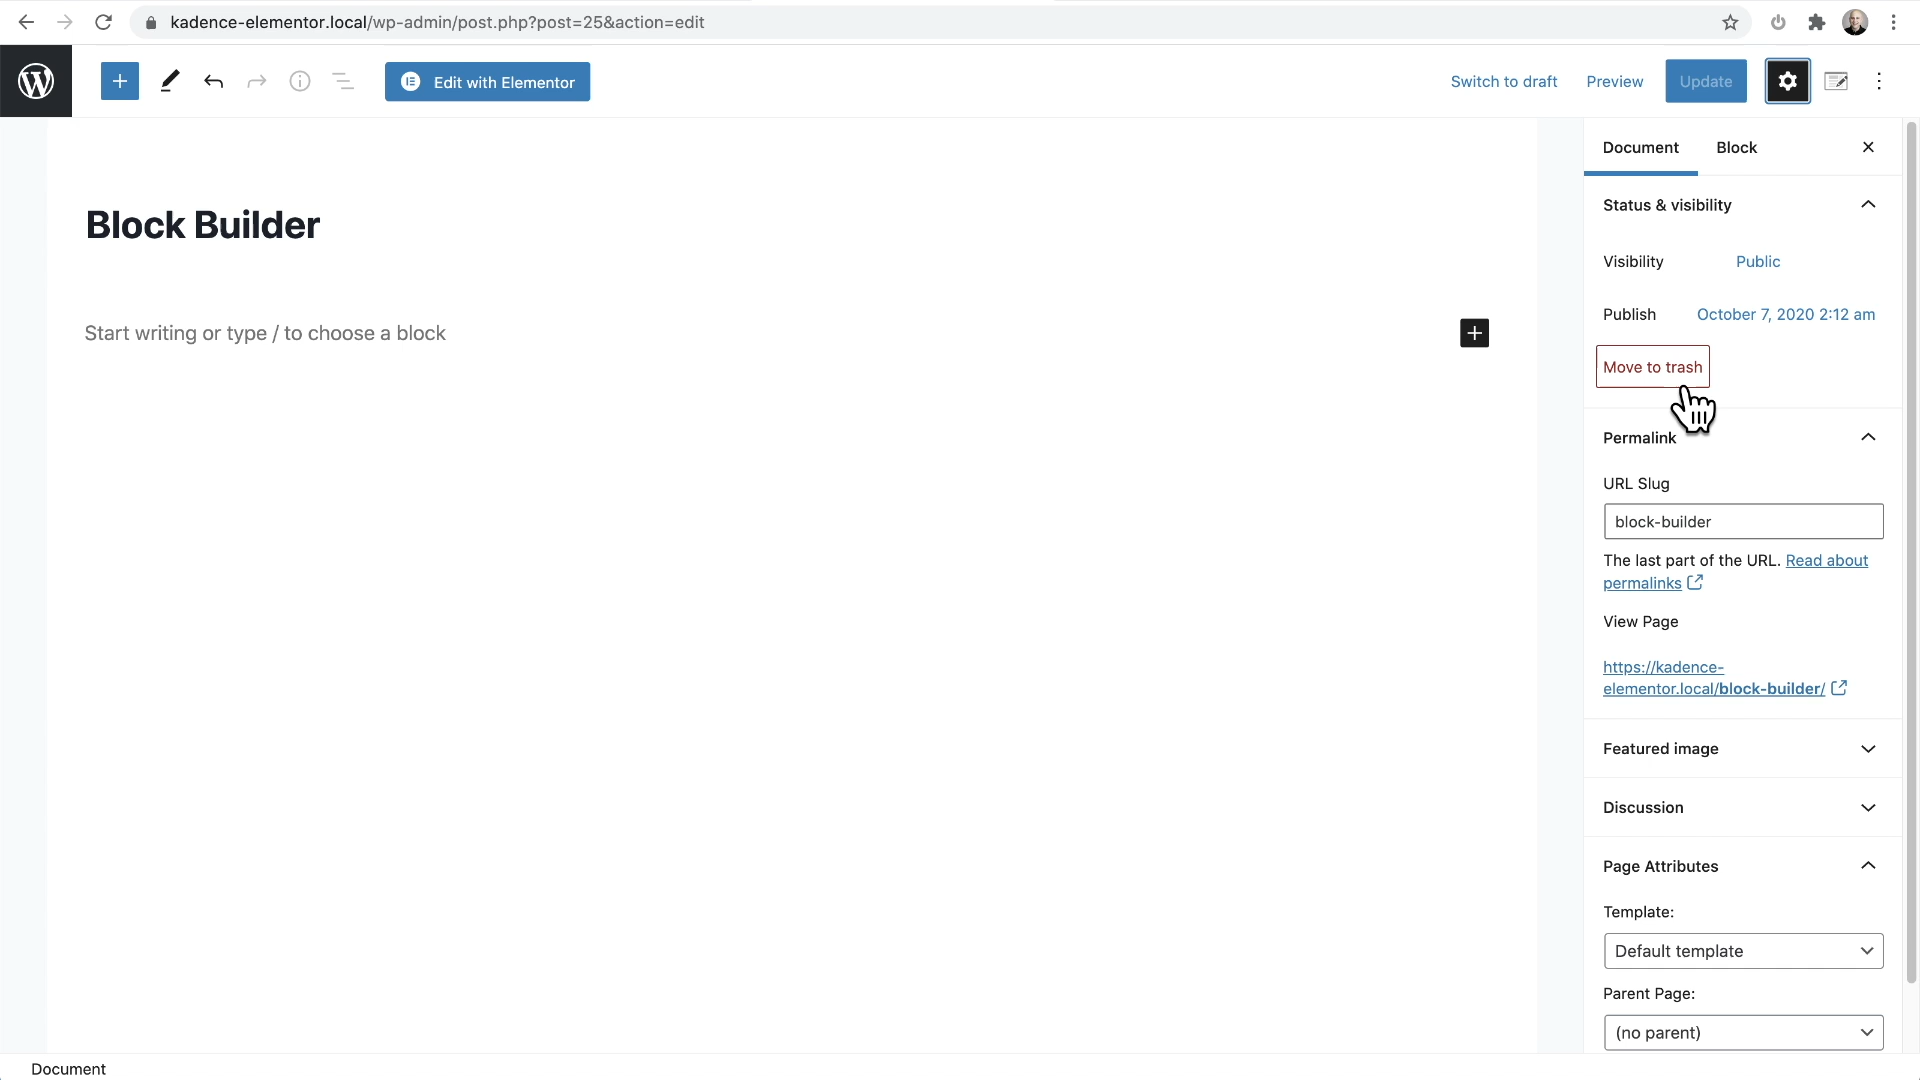 kadence-elementor.local/wp-admin/post.php?post=25&action=edit
Edit with Elementor
Switch to draft
Preview
Update
Document
Block
Status & visibility
Block Builder
Visibility
Public
Publish
October 7, 2020 2:12 am
Start writing or type / to choose a block
Move to trash
Permalink
URL Slug
block-builder
The last part of the URL. Read about
permalinks
View Page
https://kadence-
elementor.local/block-builder/
Featured image
Discussion
Page Attributes
Template:
Default template
Parent Page:
(no parent)
Document